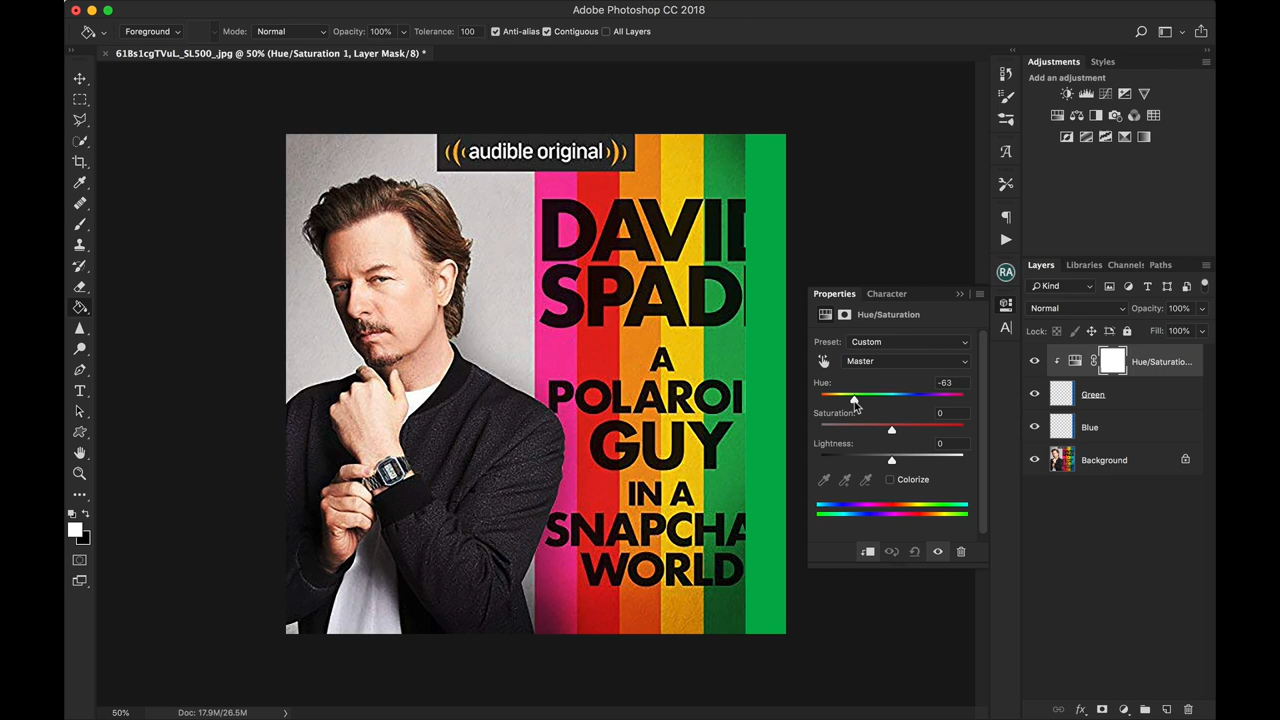 Adobe Photoshop CC 2018
Foreground Mode: Normal Opacity: 100% Tolerance: 100 Anti-alias Contiguous All Layers
61Bs1cgTVuL._SL500_.jpg @ 50% (Hue/Saturation 1, Layer Mask/8) *
Adjustments Styles
Add an adjustment
audible original
DAVID
SPAD
A
POLAROI
GUY
IN A
SNAPCHA
WORLD
Properties Character
Hue/Saturation
Preset: Custom
Master
Hue: -63
Saturation: 0
Lightness: 0
Colorize
RA
Layers Libraries Channels Paths
Kind
Normal Opacity: 100%
Lock: Fill: 100%
Hue/Saturatio...
Green
Blue
Background
50% Doc: 17.9M/26.5M